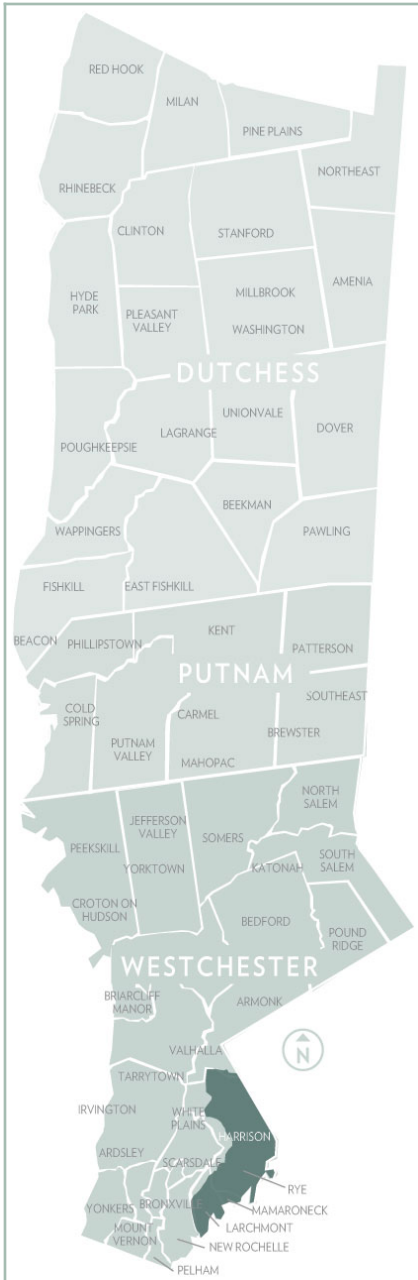 RED HOOK
MILAN
PINE PLAINS
NORTHEAST
RHINEBECK
CLINTON
STANFORD
AMENIA
HYDE
PARK
MILLBROOK
PLEASANT
VALLEY
WASHINGTON
DUTCHESS
UNIONVALE
LAGRANGE
DOVER
POUGHKEEPSIE
BEEKMAN
WAPPINGERS
PAWLING
FISHKILL
EAST FISHKILL
BEACON
PHILLIPSTOWN
KENT
PATTERSON
PUTNAM
SOUTHEAST
COLD
SPRING
CARMEL
PUTNAM
VALLEY
BREWSTER
MAHOPAC
NORTH
SALEM
JEFFERSON
VALLEY
PEEKSKILL
SOMERS
YORKTOWN
KATONAH
SOUTH
SALEM
CROTON ON
HUDSON
BEDFORD
POUND
RIDGE
WESTCHESTER
BRIARCLIFF
MANOR
ARMONK
N
VALHALLA
TARRYTOWN
IRVINGTON
WHITE
PLAINS
HARRISON
ARDSLEY
SCARSDALE
RYE
YONKERS
BRONXVILLE
MAMARONECK
MOUNT
VERNON
LARCHMONT
NEW ROCHELLE
PELHAM